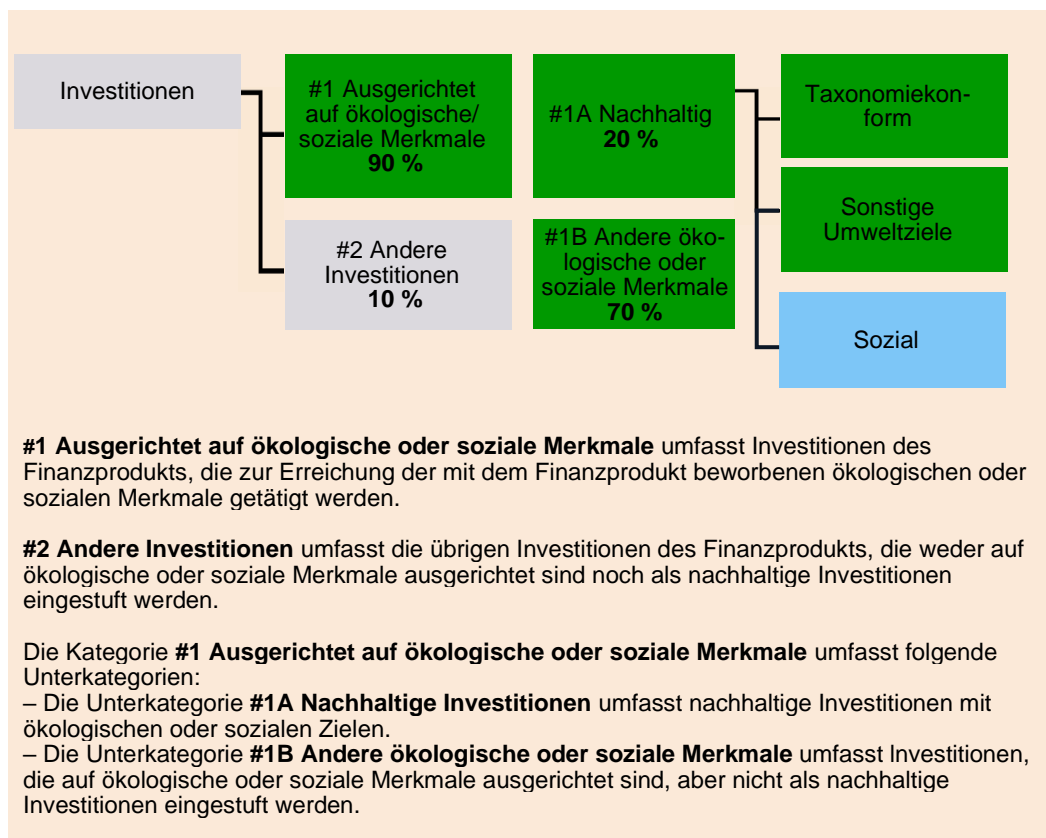 Investitionen
#1 Ausgerichtet
auf ökologische/
soziale Merkmale
90 %
#2 Andere
Investitionen
10 %
#1A Nachhaltig
20 %
#1B Andere öko-
logische oder
soziale Merkmale
70 %
Taxonomiekon-
form
Sonstige
Umweltziele
Sozial
#1 Ausgerichtet auf ökologische oder soziale Merkmale umfasst Investitionen des
Finanzprodukts, die zur Erreichung der mit dem Finanzprodukt beworbenen ökologischen oder
sozialen Merkmale getätigt werden.
#2 Andere Investitionen umfasst die übrigen Investitionen des Finanzprodukts, die weder auf
ökologische oder soziale Merkmale ausgerichtet sind noch als nachhaltige Investitionen
eingestuft werden.
Die Kategorie #1 Ausgerichtet auf ökologische oder soziale Merkmale umfasst folgende
Unterkategorien:
– Die Unterkategorie #1A Nachhaltige Investitionen umfasst nachhaltige Investitionen mit
ökologischen oder sozialen Zielen.
– Die Unterkategorie #1B Andere ökologische oder soziale Merkmale umfasst Investitionen,
die auf ökologische oder soziale Merkmale ausgerichtet sind, aber nicht als nachhaltige
Investitionen eingestuft werden.